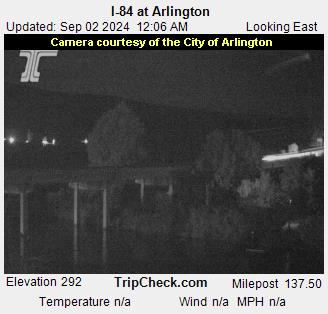 I-84 at Arlington
Updated: Sep 02 2024 12:06 AM Looking East
Camera courtesy of the City of Arlington
Elevation 292 TripCheck.com Milepost 137.50
Temperature n/a Wind n/a MPH n/a